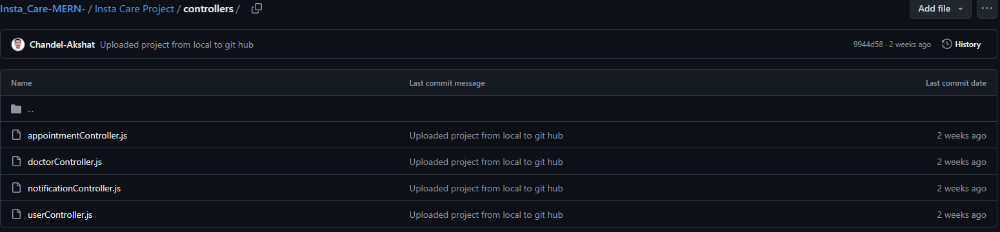 Insta_Care-MERN- / Insta Care Project / controllers /
Add file
Chandel-Akshat Uploaded project from local to git hub 9944d58 · 2 weeks ago History
Name Last commit message Last commit date
..
appointmentController.js Uploaded project from local to git hub 2 weeks ago
doctorController.js Uploaded project from local to git hub 2 weeks ago
notificationController.js Uploaded project from local to git hub 2 weeks ago
userController.js Uploaded project from local to git hub 2 weeks ago